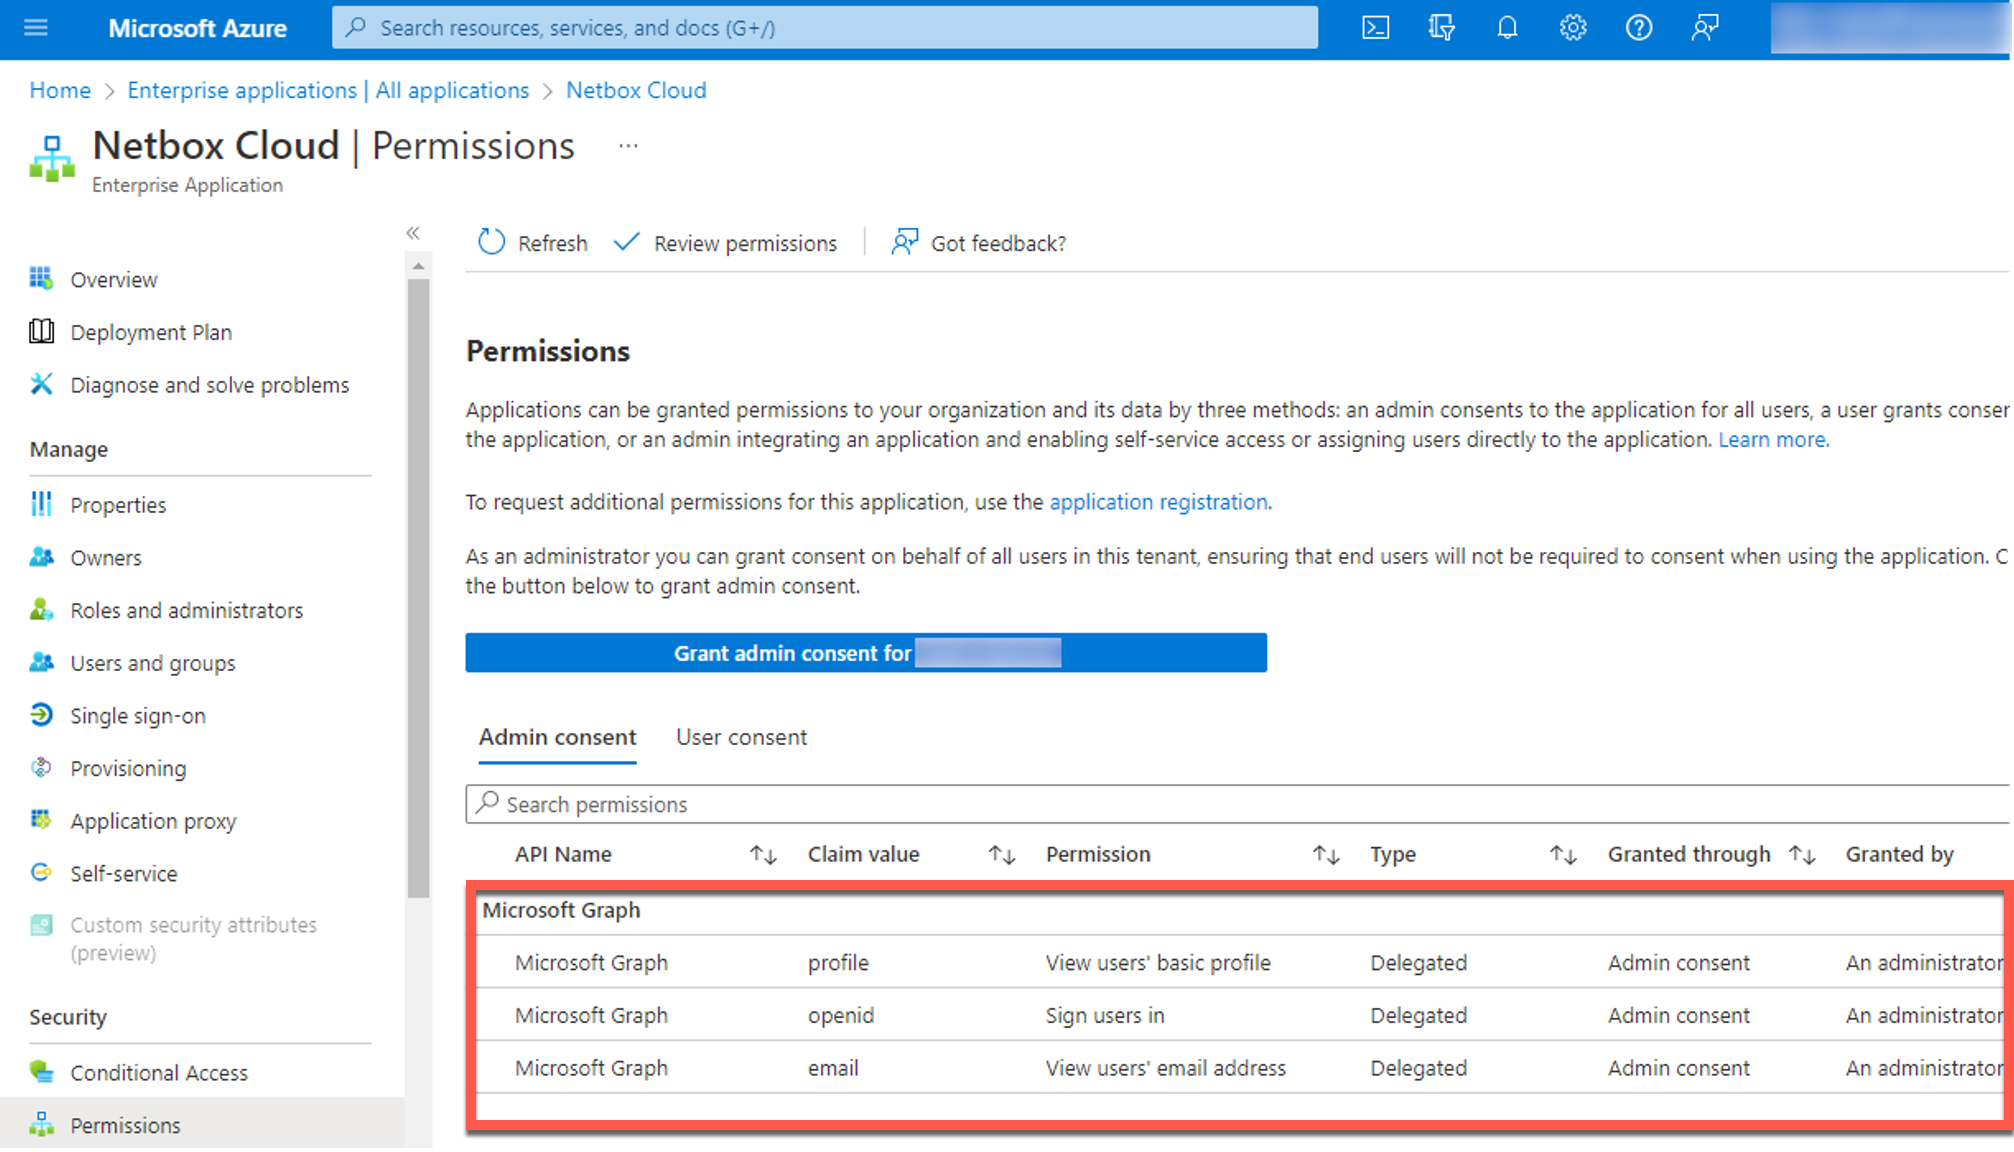 Microsoft Azure
Search resources, services, and docs (G+/)
Home > Enterprise applications | All applications > Netbox Cloud
Netbox Cloud | Permissions ...
Enterprise Application
«
Overview
Deployment Plan
Diagnose and solve problems
Manage
Properties
Owners
Roles and administrators
Users and groups
Single sign-on
Provisioning
Application proxy
Self-service
Custom security attributes
(preview)
Security
Conditional Access
Permissions
Refresh Review permissions Got feedback?
Permissions
Applications can be granted permissions to your organization and its data by three methods: an admin consents to the application for all users, a user grants conser
the application, or an admin integrating an application and enabling self-service access or assigning users directly to the application. Learn more.
To request additional permissions for this application, use the application registration.
As an administrator you can grant consent on behalf of all users in this tenant, ensuring that end users will not be required to consent when using the application. C
the button below to grant admin consent.
Grant admin consent for
Admin consent User consent
Search permissions
API Name ↑↓ Claim value ↑↓ Permission ↑↓ Type ↑↓ Granted through ↑↓ Granted by
Microsoft Graph
Microsoft Graph profile View users' basic profile Delegated Admin consent An administrator
Microsoft Graph openid Sign users in Delegated Admin consent An administrator
Microsoft Graph email View users' email address Delegated Admin consent An administrator